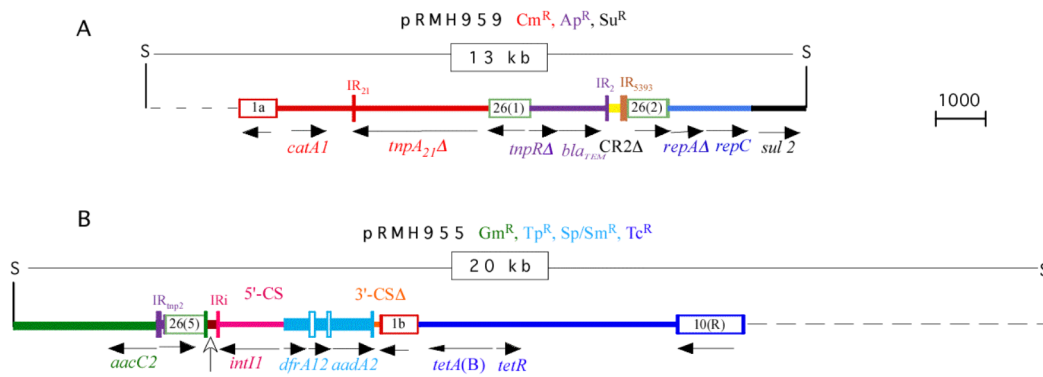 A
pRMH959 CmR, ApR, SuR
S
S
13 kb
IR21
IR2
IR5393
1a
26(1)
26(2)
1000
catA1
tnpA21Δ
tnpRΔ
blaTEM
CR2Δ
repAΔ
repC
sul 2
B
pRMH955 GmR, TpR, Sp/SmR, TcR
S
S
20 kb
IRtnp2
IRi
5'-CS
3'-CSΔ
26(5)
1b
10(R)
aacC2
intI1
dfrA12
aadA2
tetA(B)
tetR